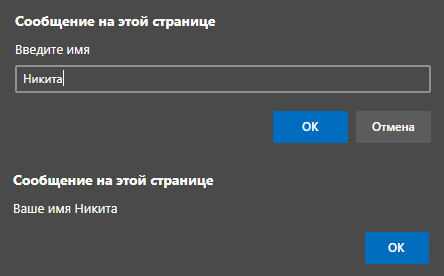 Сообщение на этой странице
Введите имя
Никита
ОК
Отмена
Сообщение на этой странице
Ваше имя Никита
ОК